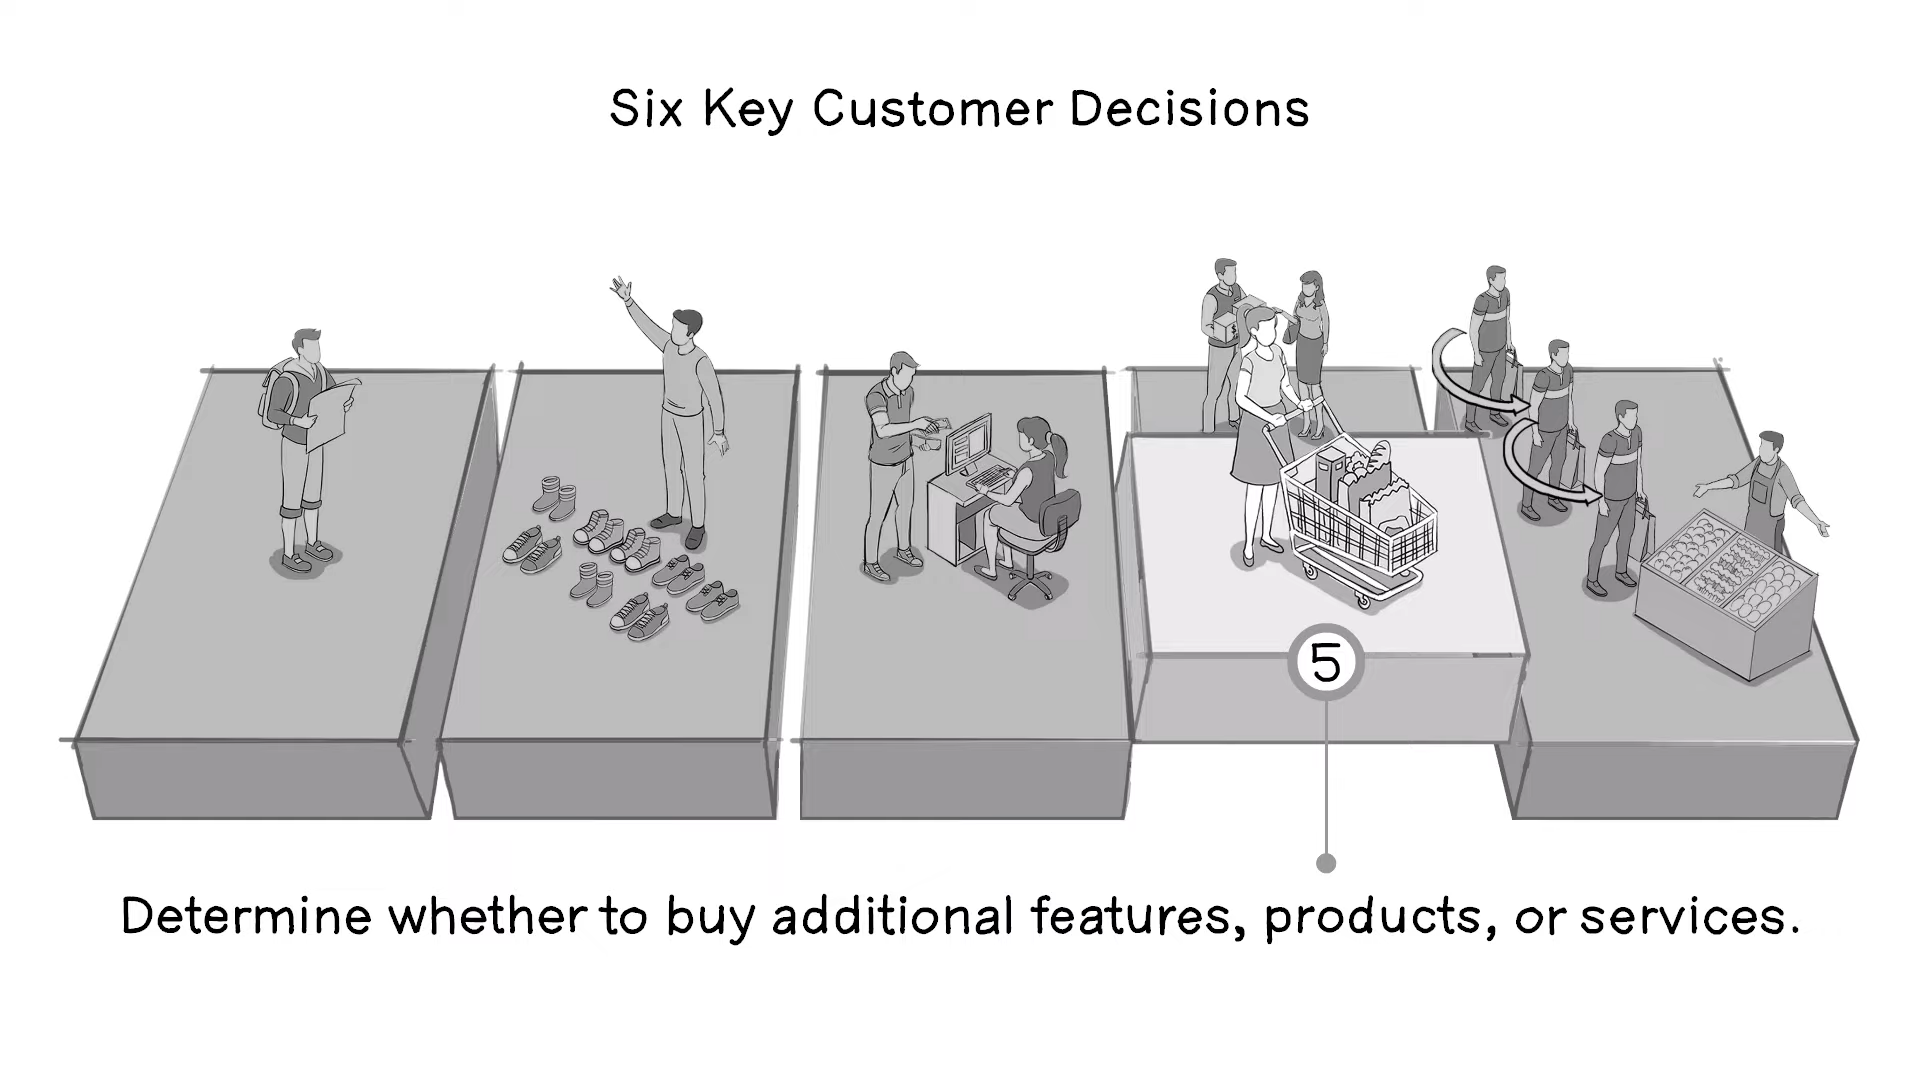 Six Key Customer Decisions
5
Determine whether to buy additional features, products, or services.